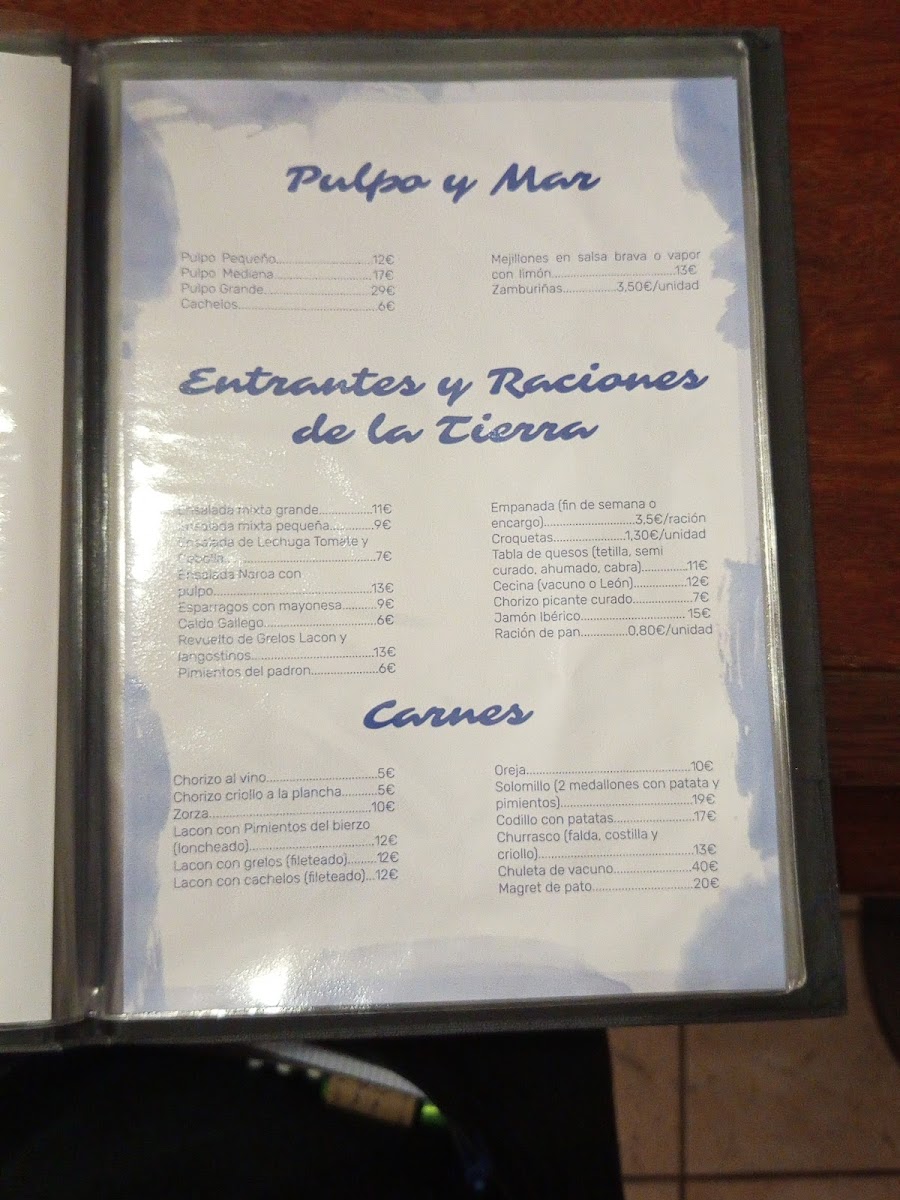 Pulpo y Mar
Pulpo Pequeño.......................12€
Pulpo Mediana.......................17€
Pulpo Grande.........................29€
Cachelos.................................6€
Mejillones en salsa brava o vapor
con limón..............................13€
Zamburiñas................3,50€/unidad
Entrantes y Raciones
de la Tierra
Ensalada mixta grande.............11€
Ensalada mixta pequeña...........9€
Ensalada de Lechuga Tomate y
Cebolla....................................7€
Ensalada Naroa con
pulpo.....................................13€
Esparragos con mayonesa.........9€
Caldo Gallego..........................6€
Revuelto de Grelos Lacon y
langostinos.............................13€
Pimientos del padron................6€
Empanada (fin de semana o
encargo)......................3,5€/ración
Croquetas.................1,30€/unidad
Tabla de quesos (tetilla, semi
curado, ahumado, cabra)...........11€
Cecina (vacuno o León).............12€
Chorizo picante curado..............7€
Jamón Ibérico..........................15€
Ración de pan............0,80€/unidad
Carnes
Chorizo al vino...........................5€
Chorizo criollo a la plancha.........5€
Zorza.......................................10€
Lacon con Pimientos del bierzo
(loncheado).............................12€
Lacon con grelos (fileteado).......12€
Lacon con cachelos (fileteado)...12€
Oreja.......................................10€
Solomillo (2 medallones con patata y
pimientos)...............................19€
Codillo con patatas...................17€
Churrasco (falda, costilla y
criollo).....................................13€
Chuleta de vacuno...................40€
Magret de pato........................20€